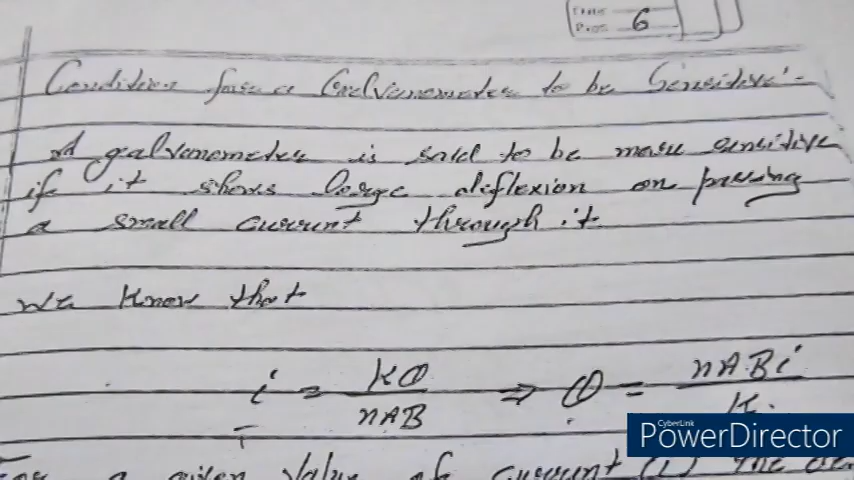 Page 6
Condition for a Galvanometer to be Sensitive:-
A galvanometer is said to be more sensitive
if it shows large deflexion on passing
a small current through it
we know that
i = Kθ / nAB ⇒ θ = nABi / K.
For a given value of current (i) the
CyberLink
PowerDirector